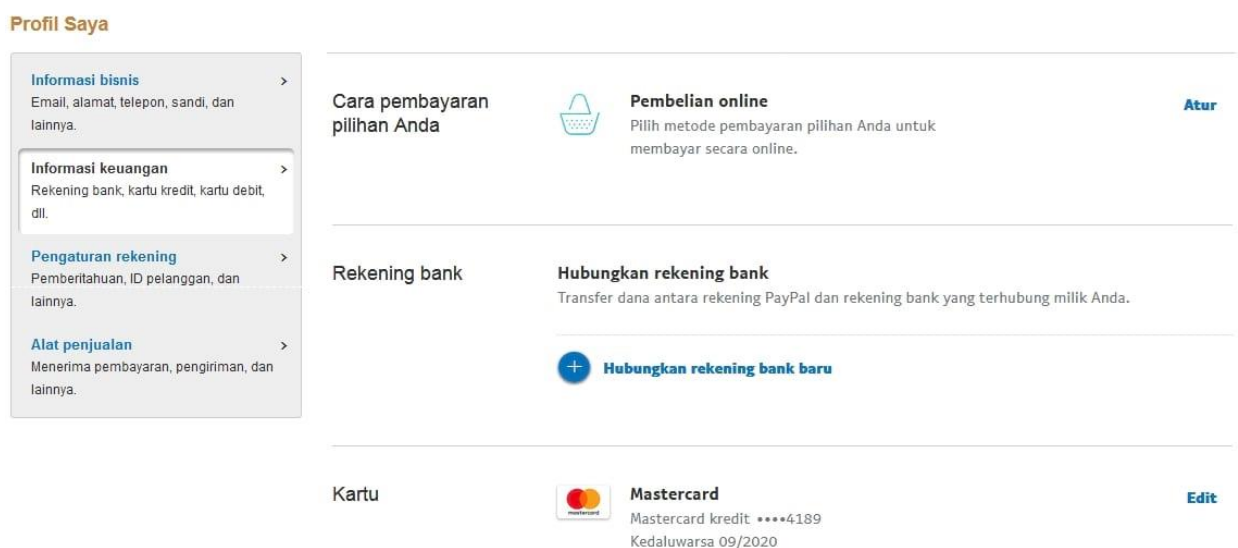 Profil Saya
Informasi bisnis
Email, alamat, telepon, sandi, dan
lainnya.
Informasi keuangan
Rekening bank, kartu kredit, kartu debit,
dll.
Pengaturan rekening
Pemberitahuan, ID pelanggan, dan
lainnya.
Alat penjualan
Menerima pembayaran, pengiriman, dan
lainnya.
Cara pembayaran
pilihan Anda
Pembelian online
Pilih metode pembayaran pilihan Anda untuk
membayar secara online.
Atur
Rekening bank
Hubungkan rekening bank
Transfer dana antara rekening PayPal dan rekening bank yang terhubung milik Anda.
Hubungkan rekening bank baru
Kartu
mastercard
Mastercard
Mastercard kredit ••••4189
Kedaluwarsa 09/2020
Edit